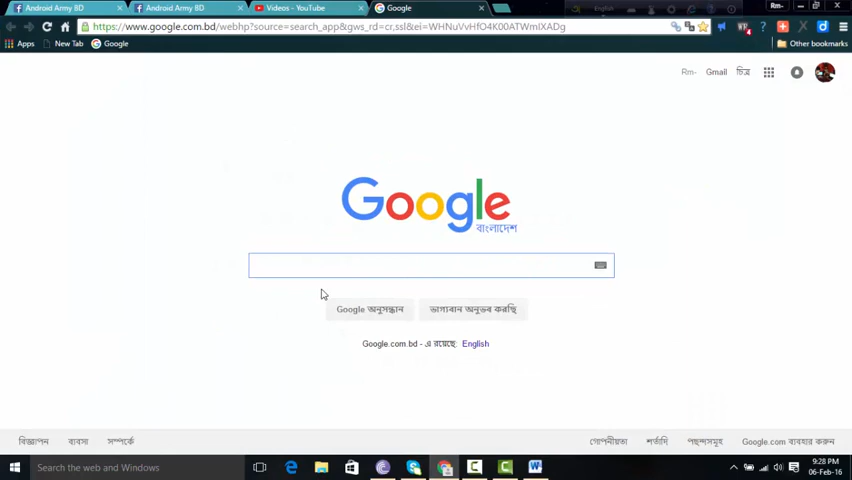 Android Army BD
Android Army BD
Videos - YouTube
Google
English
Rm-
https://www.google.com.bd/webhp?source=search_app&gws_rd=cr,ssl&ei=WHNuVvHfO4K00ATWmIXADg
Apps
New Tab
Google
Other bookmarks
Rm-
Gmail
চিত্র
Google
বাংলাদেশ
Google অনুসন্ধান
ভাগ্যবান অনুভব করছি
Google.com.bd - এ রয়েছে: English
বিজ্ঞাপন
ব্যবসা
সম্পর্কে
গোপনীয়তা
শর্তাদি
পছন্দসমূহ
Google.com ব্যবহার করুন
Search the web and Windows
9:28 PM
06-Feb-16